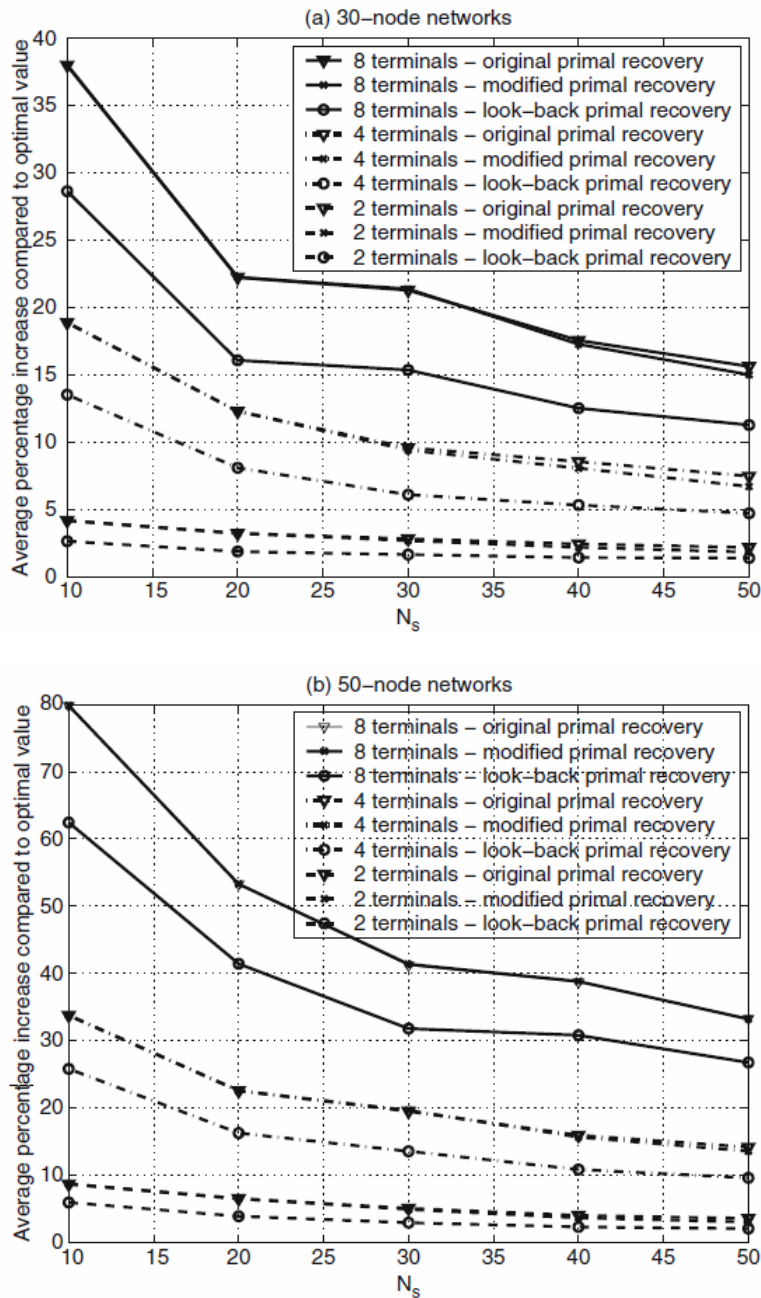 (a) 30−node networks
40
35
30
25
20
15
10
5
0
Average percentage increase compared to optimal value
8 terminals − original primal recovery
8 terminals − modified primal recovery
8 terminals − look−back primal recovery
4 terminals − original primal recovery
4 terminals − modified primal recovery
4 terminals − look−back primal recovery
2 terminals − original primal recovery
2 terminals − modified primal recovery
2 terminals − look−back primal recovery
10 15 20 25 30 35 40 45 50
Ns
(b) 50−node networks
80
70
60
50
40
30
20
10
0
Average percentage increase compared to optimal value
8 terminals − original primal recovery
8 terminals − modified primal recovery
8 terminals − look−back primal recovery
4 terminals − original primal recovery
4 terminals − modified primal recovery
4 terminals − look−back primal recovery
2 terminals − original primal recovery
2 terminals − modified primal recovery
2 terminals − look−back primal recovery
10 15 20 25 30 35 40 45 50
Ns